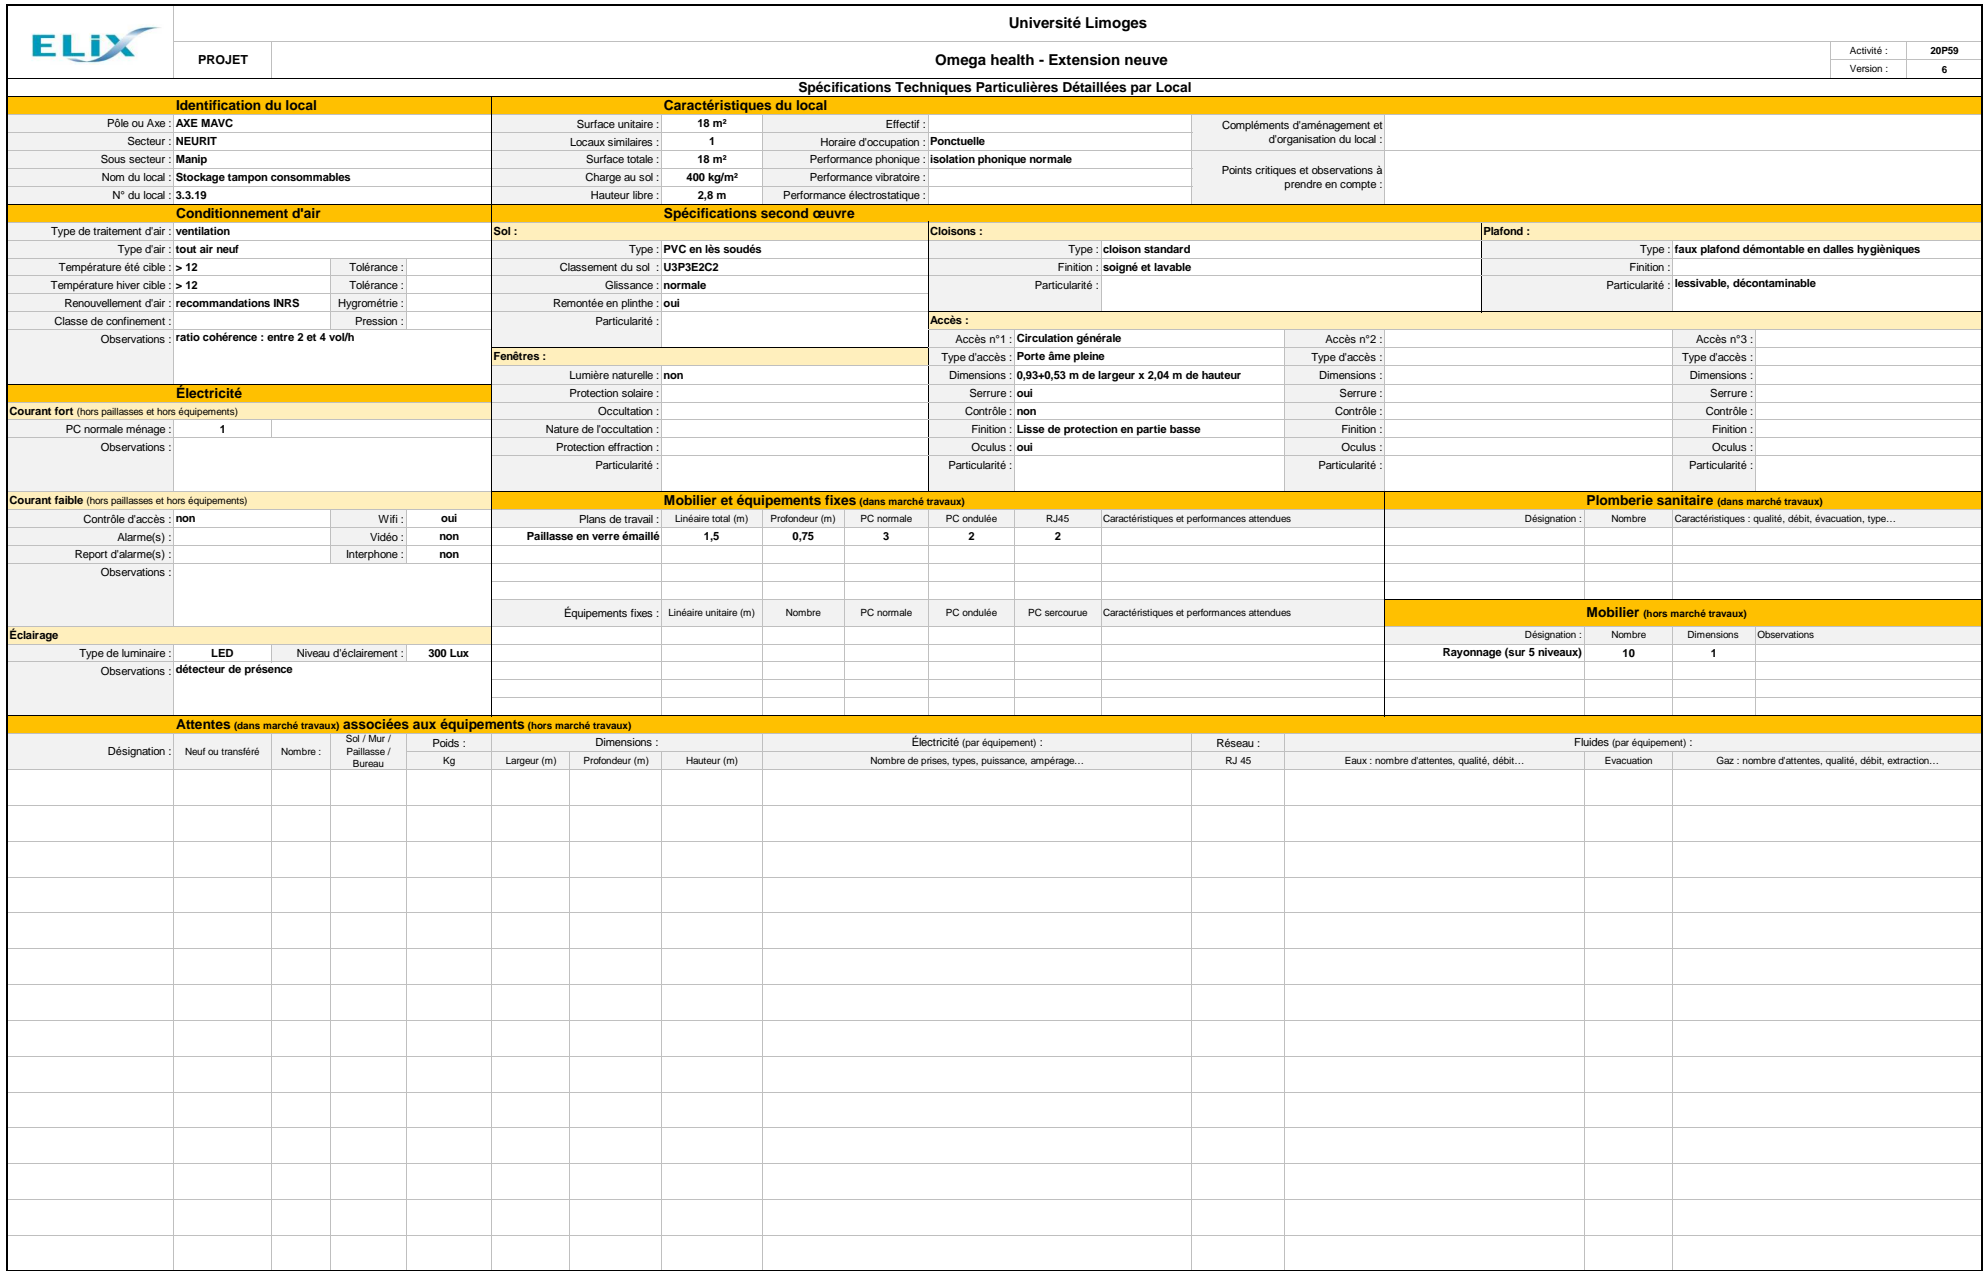 ELiX
Université Limoges
PROJET
Omega health - Extension neuve
Activité : 20P59
Version : 6
Spécifications Techniques Particulières Détaillées par Local
Identification du local
Pôle ou Axe : AXE MAVC
Secteur : NEURIT
Sous secteur : Manip
Nom du local : Stockage tampon consommables
N° du local : 3.3.19
Caractéristiques du local
Surface unitaire : 18 m²
Locaux similaires : 1
Surface totale : 18 m²
Charge au sol : 400 kg/m²
Hauteur libre : 2,8 m
Effectif :
Horaire d'occupation : Ponctuelle
Performance phonique : isolation phonique normale
Performance vibratoire :
Performance électrostatique :
Compléments d'aménagement et
d'organisation du local :
Points critiques et observations à
prendre en compte :
Conditionnement d'air
Type de traitement d'air : ventilation
Type d'air : tout air neuf
Température été cible : > 12 Tolérance :
Température hiver cible : > 12 Tolérance :
Renouvellement d'air : recommandations INRS Hygrométrie :
Classe de confinement : Pression :
Observations : ratio cohérence : entre 2 et 4 vol/h
Spécifications second œuvre
Sol :
Type : PVC en lès soudés
Classement du sol : U3P3E2C2
Glissance : normale
Remontée en plinthe : oui
Particularité :
Cloisons :
Type : cloison standard
Finition : soigné et lavable
Particularité :
Plafond :
Type : faux plafond démontable en dalles hygièniques
Finition :
Particularité : lessivable, décontaminable
Fenêtres :
Lumière naturelle : non
Protection solaire :
Occultation :
Nature de l'occultation :
Protection effraction :
Particularité :
Accès :
Accès n°1 : Circulation générale Accès n°2 : Accès n°3 :
Type d'accès : Porte âme pleine Type d'accès : Type d'accès :
Dimensions : 0,93+0,53 m de largeur x 2,04 m de hauteur Dimensions : Dimensions :
Serrure : oui Serrure : Serrure :
Contrôle : non Contrôle : Contrôle :
Finition : Lisse de protection en partie basse Finition : Finition :
Oculus : oui Oculus : Oculus :
Particularité : Particularité : Particularité :
Électricité
Courant fort (hors paillasses et hors équipements)
PC normale ménage : 1
Observations :
Courant faible (hors paillasses et hors équipements)
Contrôle d'accès : non Wifi : oui
Alarme(s) : Vidéo : non
Report d'alarme(s) : Interphone : non
Observations :
Éclairage
Type de luminaire : LED Niveau d'éclairement : 300 Lux
Observations : détecteur de présence
Mobilier et équipements fixes (dans marché travaux)
Plans de travail : Linéaire total (m) Profondeur (m) PC normale PC ondulée RJ45 Caractéristiques et performances attendues
Paillasse en verre émaillé 1,5 0,75 3 2 2
Équipements fixes : Linéaire unitaire (m) Nombre PC normale PC ondulée PC sercourue Caractéristiques et performances attendues
Plomberie sanitaire (dans marché travaux)
Désignation : Nombre Caractéristiques : qualité, débit, évacuation, type…
Mobilier (hors marché travaux)
Désignation : Nombre Dimensions Observations
Rayonnage (sur 5 niveaux) 10 1
Attentes (dans marché travaux) associées aux équipements (hors marché travaux)
Désignation : Neuf ou transféré Nombre :
Sol / Mur /
Paillasse /
Bureau
Poids : Dimensions : Électricité (par équipement) : Réseau : Fluides (par équipement) :
Kg Largeur (m) Profondeur (m) Hauteur (m) Nombre de prises, types, puissance, ampérage… RJ 45 Eaux : nombre d'attentes, qualité, débit… Evacuation Gaz : nombre d'attentes, qualité, débit, extraction…